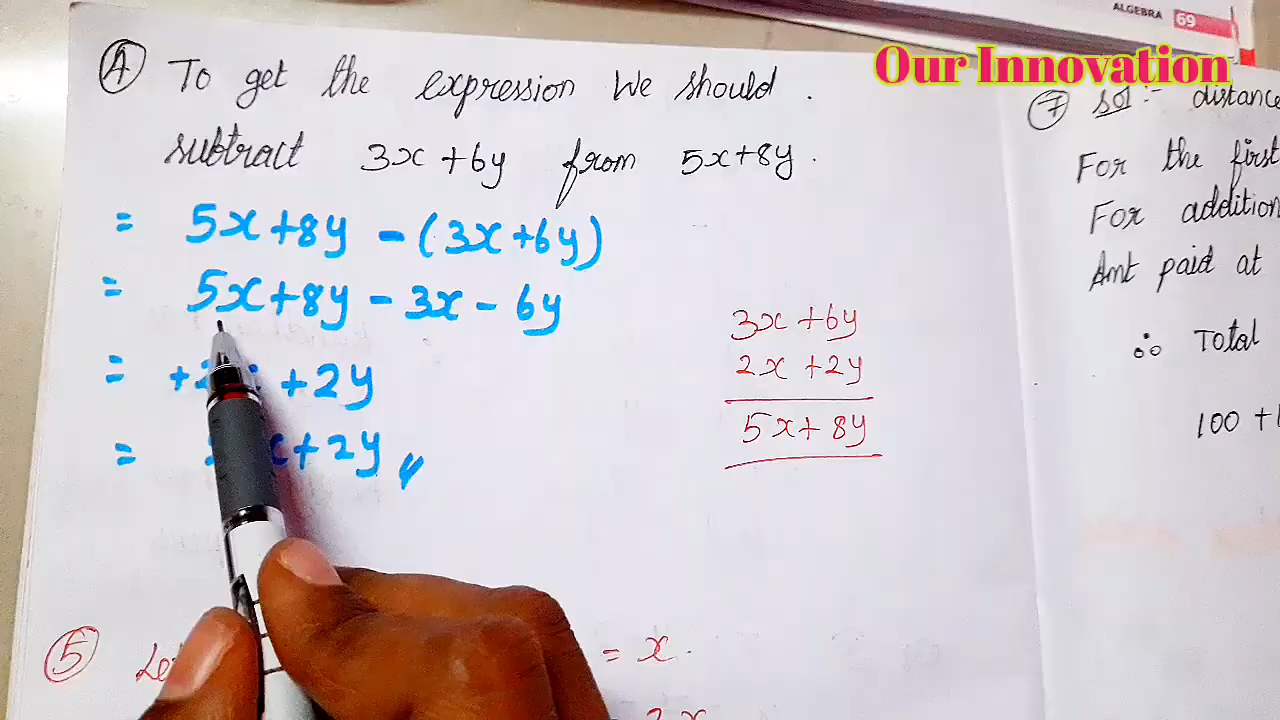 ALGEBRA 69
Our Innovation
4 To get the expression We should.
subtract 3x+6y from 5x+8y.
= 5x+8y-(3x+6y)
= 5x+8y-3x-6y
= +2y
= +2y
3x+6y
2x+2y
5x+8y
5
= x.
2x
7 Sol:- distance
For the first
For addition
Amt paid at
∴ Total
100 +